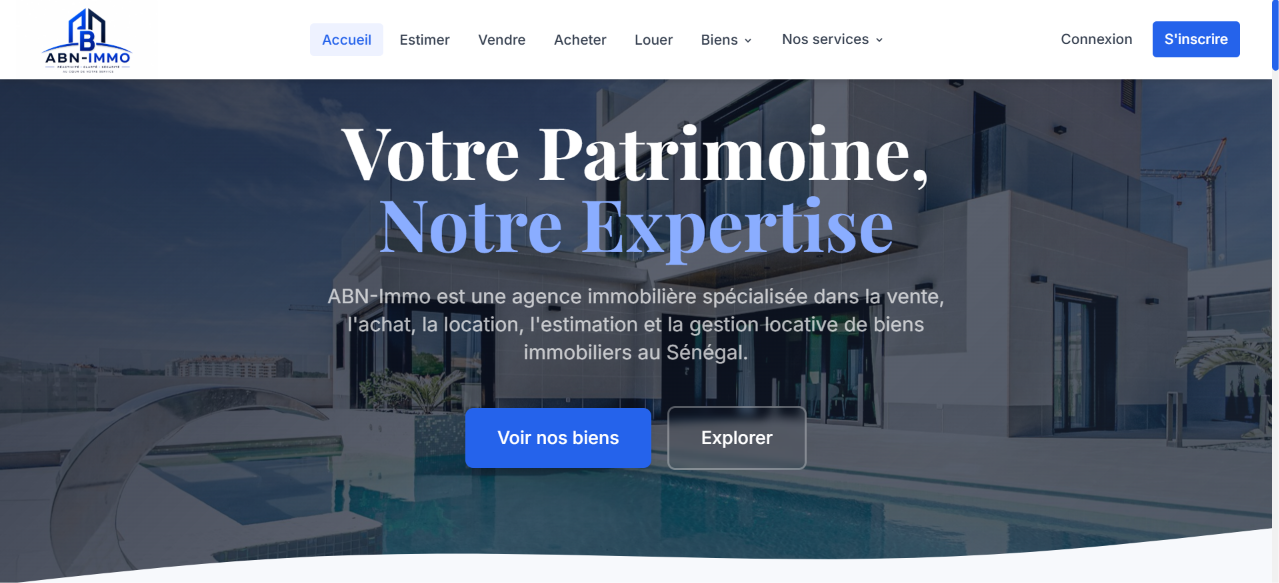 ABN-IMMO
Accueil
Estimer
Vendre
Acheter
Louer
Biens
Nos services
Connexion
S'inscrire
Votre Patrimoine,
Notre Expertise
ABN-Immo est une agence immobilière spécialisée dans la vente,
l'achat, la location, l'estimation et la gestion locative de biens
immobiliers au Sénégal.
Voir nos biens
Explorer